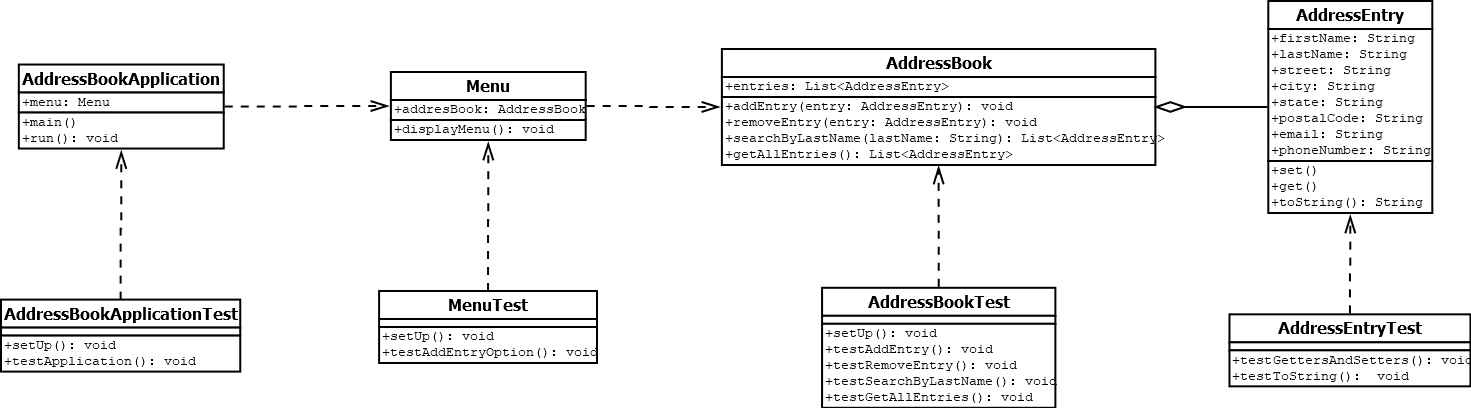 AddressBookApplication
+menu: Menu
+main()
+run(): void
Menu
+addresBook: AddressBook
+displayMenu(): void
AddressBook
+entries: List<AddressEntry>
+addEntry(entry: AddressEntry): void
+removeEntry(entry: AddressEntry): void
+searchByLastName(lastName: String): List<AddressEntry>
+getAllEntries(): List<AddressEntry>
AddressEntry
+firstName: String
+lastName: String
+street: String
+city: String
+state: String
+postalCode: String
+email: String
+phoneNumber: String
+set()
+get()
+toString(): String
AddressBookApplicationTest
+setUp(): void
+testApplication(): void
MenuTest
+setUp(): void
+testAddEntryOption(): void
AddressBookTest
+setUp(): void
+testAddEntry(): void
+testRemoveEntry(): void
+testSearchByLastName(): void
+testGetAllEntries(): void
AddressEntryTest
+testGettersAndSetters(): void
+testToString():  void